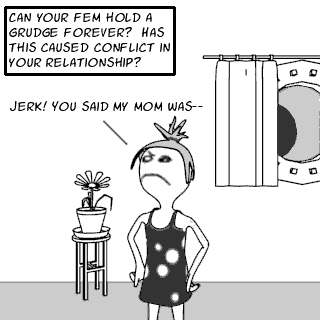 CAN YOUR FEM HOLD A
GRUDGE FOREVER? HAS
THIS CAUSED CONFLICT IN
YOUR RELATIONSHIP?
JERK! YOU SAID MY MOM WAS--